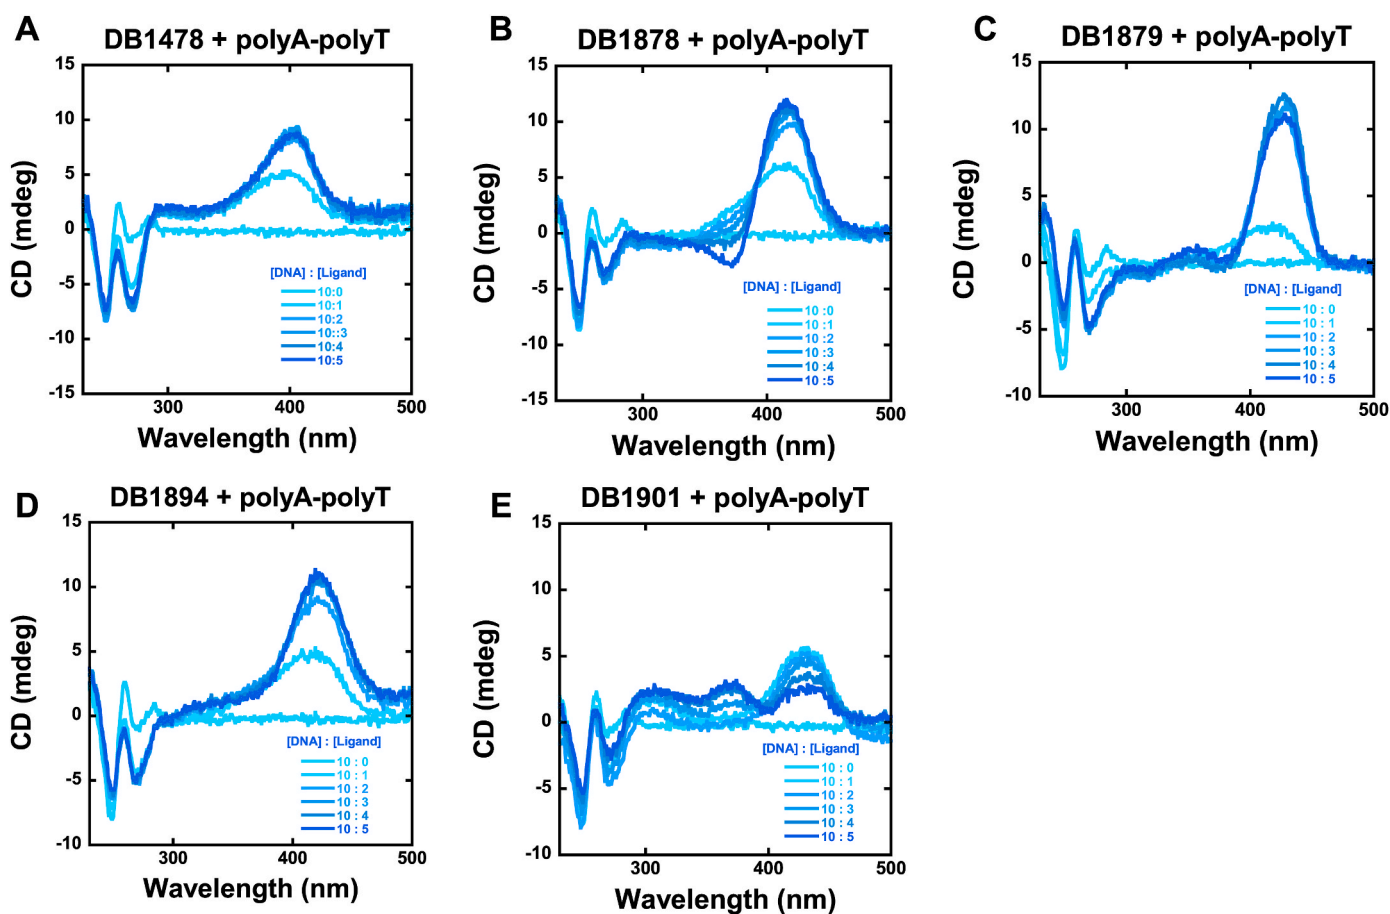 A
DB1478 + polyA-polyT
15
10
5
0
-5
-10
-15
CD (mdeg)
[DNA] : [Ligand]
10:0
10:1
10:2
10::3
10:4
10:5
300
400
500
Wavelength (nm)
B
DB1878 + polyA-polyT
15
10
5
0
-5
-10
-15
CD (mdeg)
[DNA] : [Ligand]
10 :0
10 :1
10 :2
10 :3
10 :4
10 :5
300
400
500
Wavelength (nm)
C
DB1879 + polyA-polyT
15
10
5
0
-5
-10
CD (mdeg)
[DNA] : [Ligand]
10 : 0
10 : 1
10 : 2
10 : 3
10 : 4
10 : 5
300
400
500
Wavelength (nm)
D
DB1894 + polyA-polyT
15
10
5
0
-5
-10
CD (mdeg)
[DNA] : [Ligand]
10 : 0
10 : 1
10 : 2
10 : 3
10 : 4
10 : 5
300
400
500
Wavelength (nm)
E
DB1901 + polyA-polyT
15
10
5
0
-5
-10
CD (mdeg)
[DNA] : [Ligand]
10 : 0
10 : 1
10 : 2
10 : 3
10 : 4
10 : 5
300
400
500
Wavelength (nm)